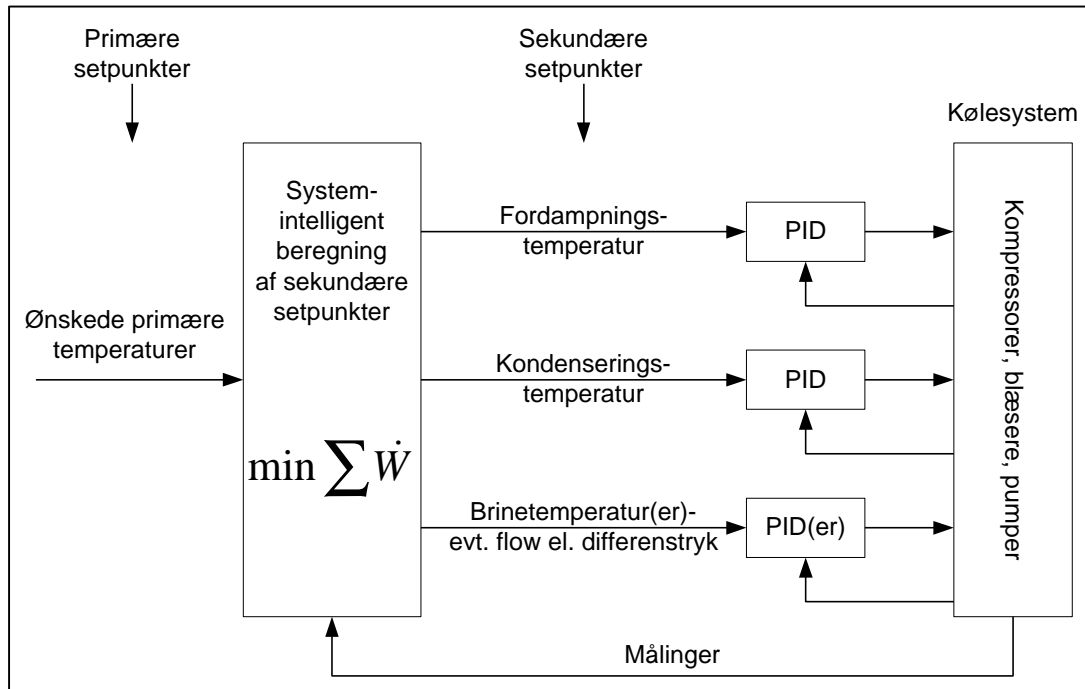 Primære
setpunkter
Sekundære
setpunkter
Kølesystem
System-
intelligent
beregning
af sekundære
setpunkter
min ∑ Ẇ
Ønskede primære
temperaturer
Fordampnings-
temperatur
PID
Kondenserings-
temperatur
PID
Brinetemperatur(er)-
evt. flow el. differenstryk
PID(er)
Kompressorer, blæsere, pumper
Målinger